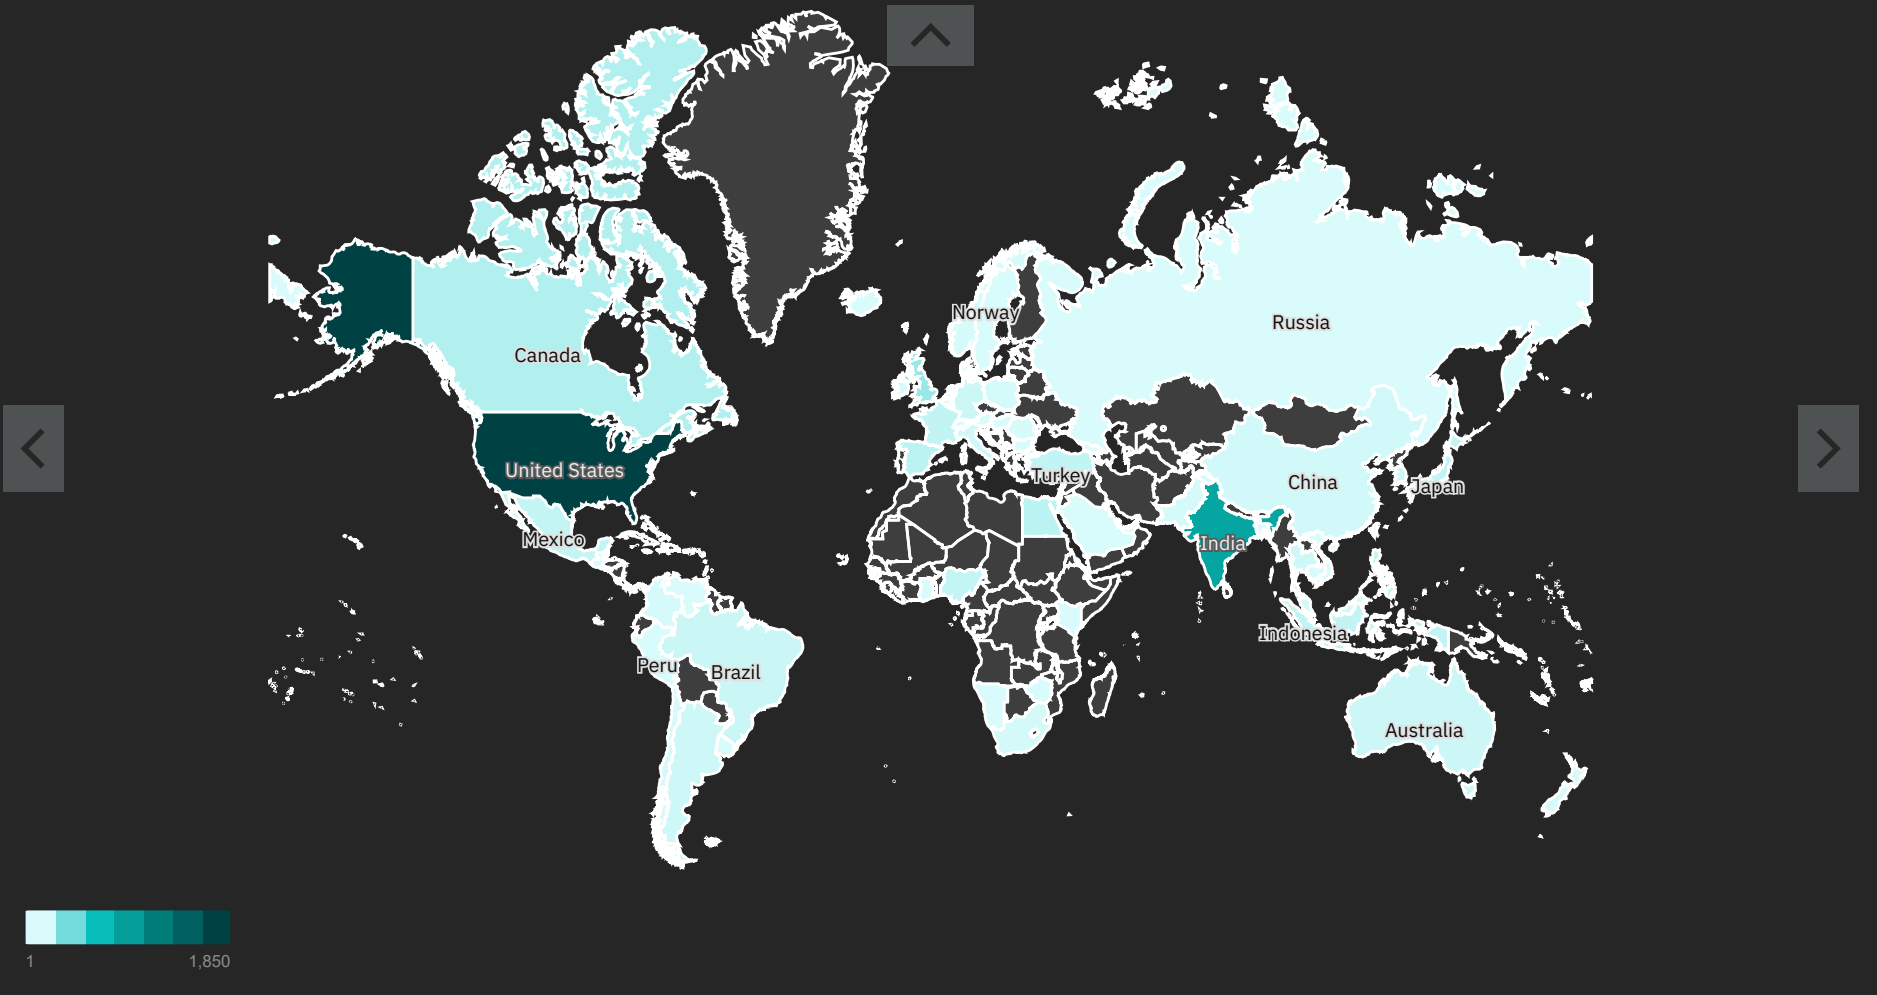 Norway
Russia
Canada
United States
Turkey
China
Japan
Mexico
India
Indonesia
Peru
Brazil
Australia
1
1,850